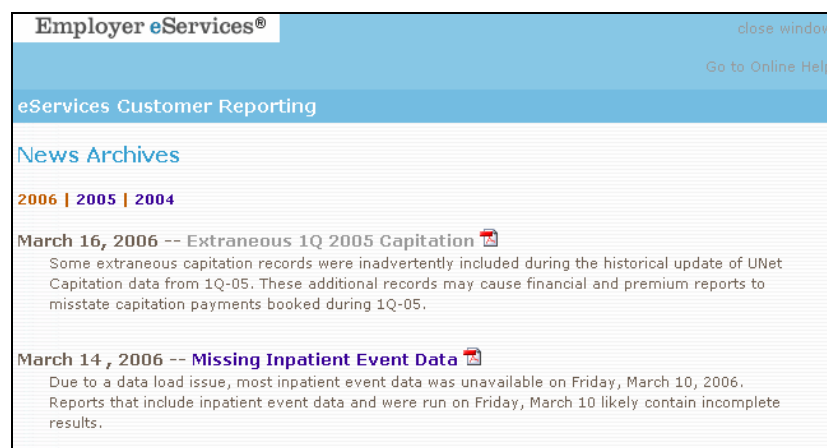 Employer eServices®
close window
Go to Online Help
eServices Customer Reporting
News Archives
2006 | 2005 | 2004
March 16, 2006 -- Extraneous 1Q 2005 Capitation
Some extraneous capitation records were inadvertently included during the historical update of UNet
Capitation data from 1Q-05. These additional records may cause financial and premium reports to
misstate capitation payments booked during 1Q-05.
March 14 , 2006 -- Missing Inpatient Event Data
Due to a data load issue, most inpatient event data was unavailable on Friday, March 10, 2006.
Reports that include inpatient event data and were run on Friday, March 10 likely contain incomplete
results.